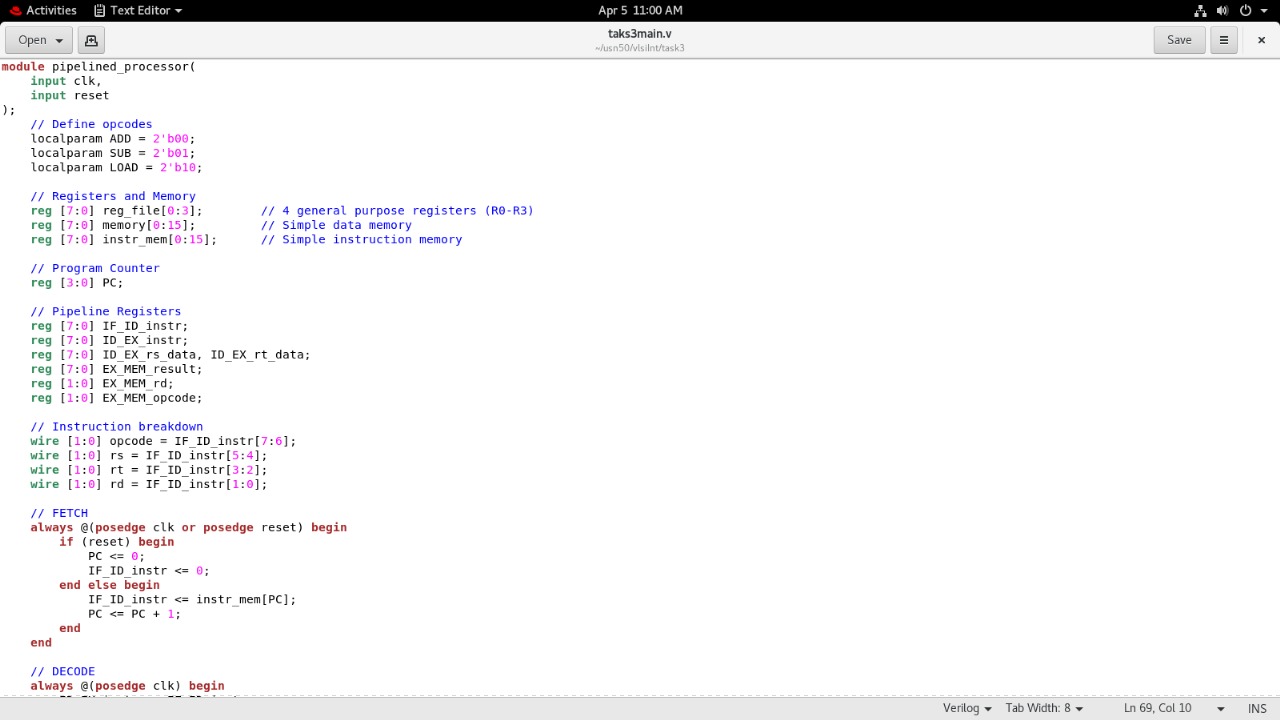 Activities Text Editor Apr 5 11:00 AM
Open taks3main.v Save
~/usn50/vlsiInt/task3
module pipelined_processor(
    input clk,
    input reset
);
    // Define opcodes
    localparam ADD = 2'b00;
    localparam SUB = 2'b01;
    localparam LOAD = 2'b10;

    // Registers and Memory
    reg [7:0] reg_file[0:3];        // 4 general purpose registers (R0-R3)
    reg [7:0] memory[0:15];         // Simple data memory
    reg [7:0] instr_mem[0:15];      // Simple instruction memory

    // Program Counter
    reg [3:0] PC;

    // Pipeline Registers
    reg [7:0] IF_ID_instr;
    reg [7:0] ID_EX_instr;
    reg [7:0] ID_EX_rs_data, ID_EX_rt_data;
    reg [7:0] EX_MEM_result;
    reg [1:0] EX_MEM_rd;
    reg [1:0] EX_MEM_opcode;

    // Instruction breakdown
    wire [1:0] opcode = IF_ID_instr[7:6];
    wire [1:0] rs = IF_ID_instr[5:4];
    wire [1:0] rt = IF_ID_instr[3:2];
    wire [1:0] rd = IF_ID_instr[1:0];

    // FETCH
    always @(posedge clk or posedge reset) begin
        if (reset) begin
            PC <= 0;
            IF_ID_instr <= 0;
        end else begin
            IF_ID_instr <= instr_mem[PC];
            PC <= PC + 1;
        end
    end

    // DECODE
    always @(posedge clk) begin
Verilog Tab Width: 8 Ln 69, Col 10 INS